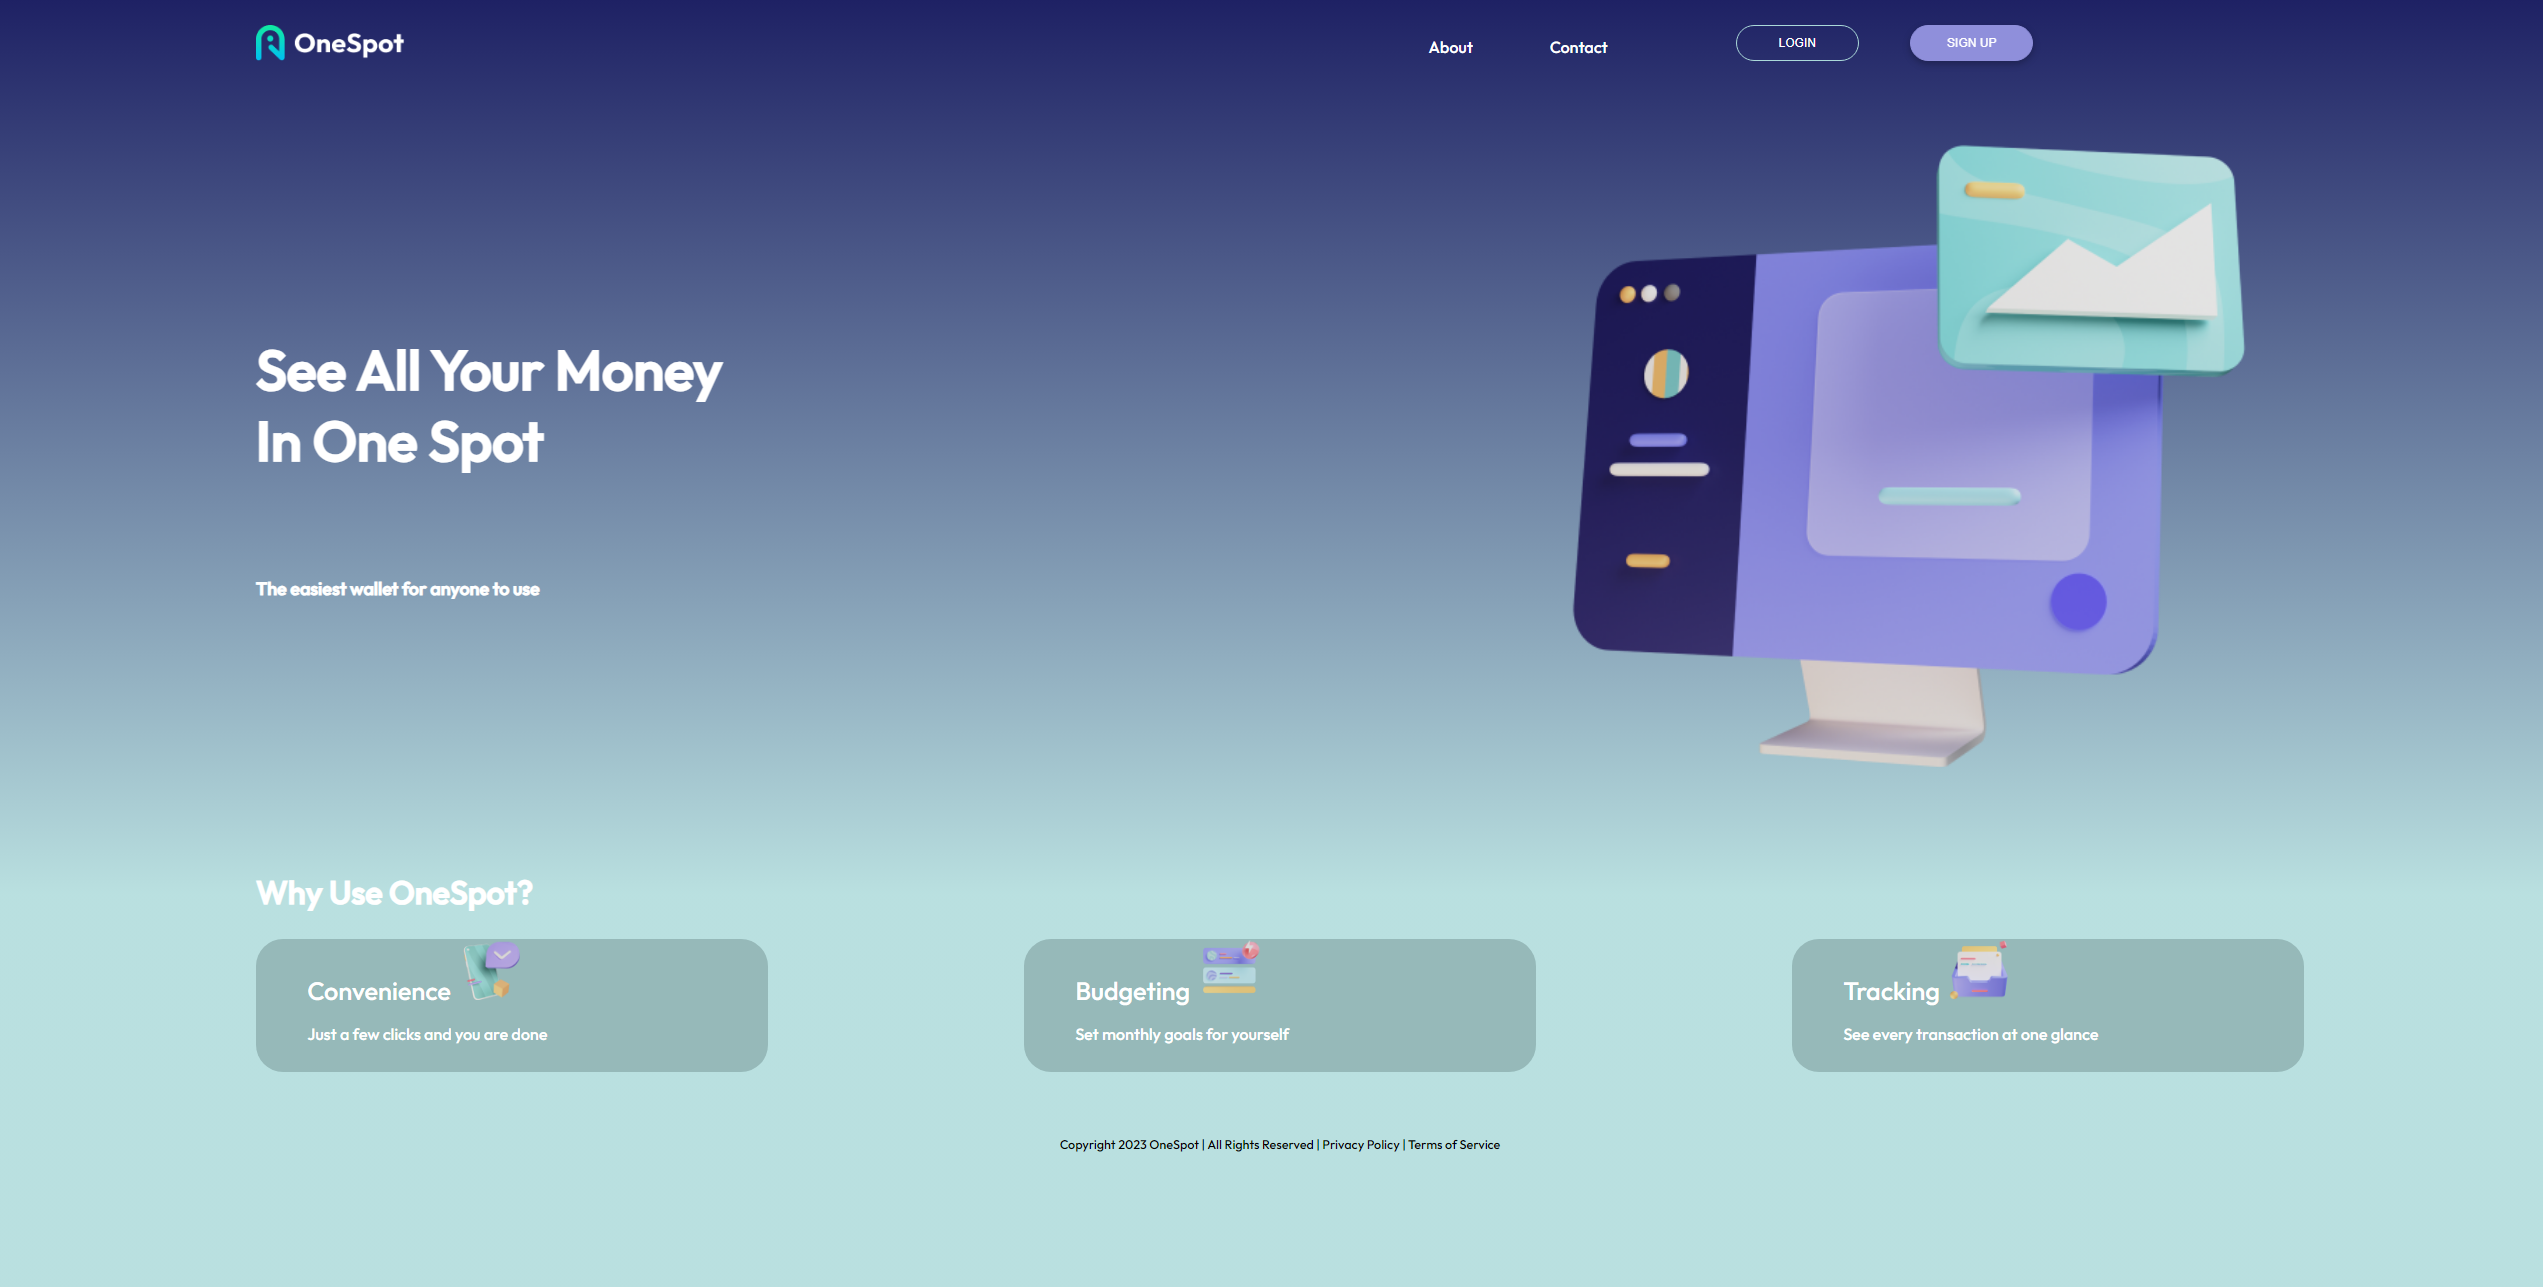 OneSpot
About
Contact
LOGIN
SIGN UP
See All Your Money
In One Spot
The easiest wallet for anyone to use
Why Use OneSpot?
Convenience
Just a few clicks and you are done
Budgeting
Set monthly goals for yourself
Tracking
See every transaction at one glance
Copyright 2023 OneSpot | All Rights Reserved | Privacy Policy | Terms of Service